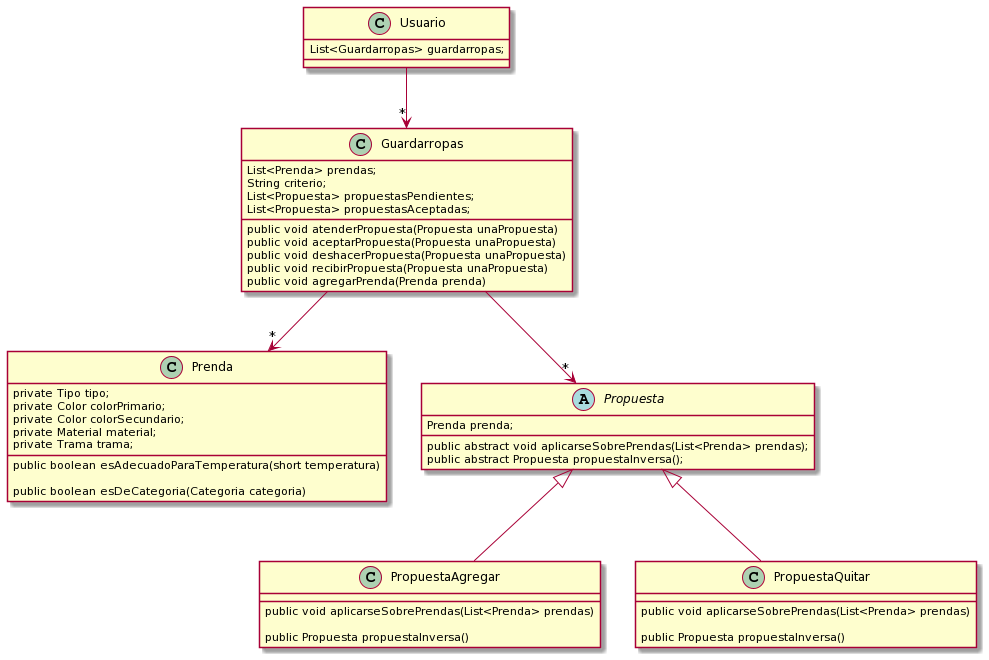 C Usuario
List<Guardarropas> guardarropas;
*
C Guardarropas
List<Prenda> prendas;
String criterio;
List<Propuesta> propuestasPendientes;
List<Propuesta> propuestasAceptadas;
public void atenderPropuesta(Propuesta unaPropuesta)
public void aceptarPropuesta(Propuesta unaPropuesta)
public void deshacerPropuesta(Propuesta unaPropuesta)
public void recibirPropuesta(Propuesta unaPropuesta)
public void agregarPrenda(Prenda prenda)
*
*
C Prenda
private Tipo tipo;
private Color colorPrimario;
private Color colorSecundario;
private Material material;
private Trama trama;
public boolean esAdecuadoParaTemperatura(short temperatura)
public boolean esDeCategoria(Categoria categoria)
A Propuesta
Prenda prenda;
public abstract void aplicarseSobrePrendas(List<Prenda> prendas);
public abstract Propuesta propuestaInversa();
C PropuestaAgregar
public void aplicarseSobrePrendas(List<Prenda> prendas)
public Propuesta propuestaInversa()
C PropuestaQuitar
public void aplicarseSobrePrendas(List<Prenda> prendas)
public Propuesta propuestaInversa()